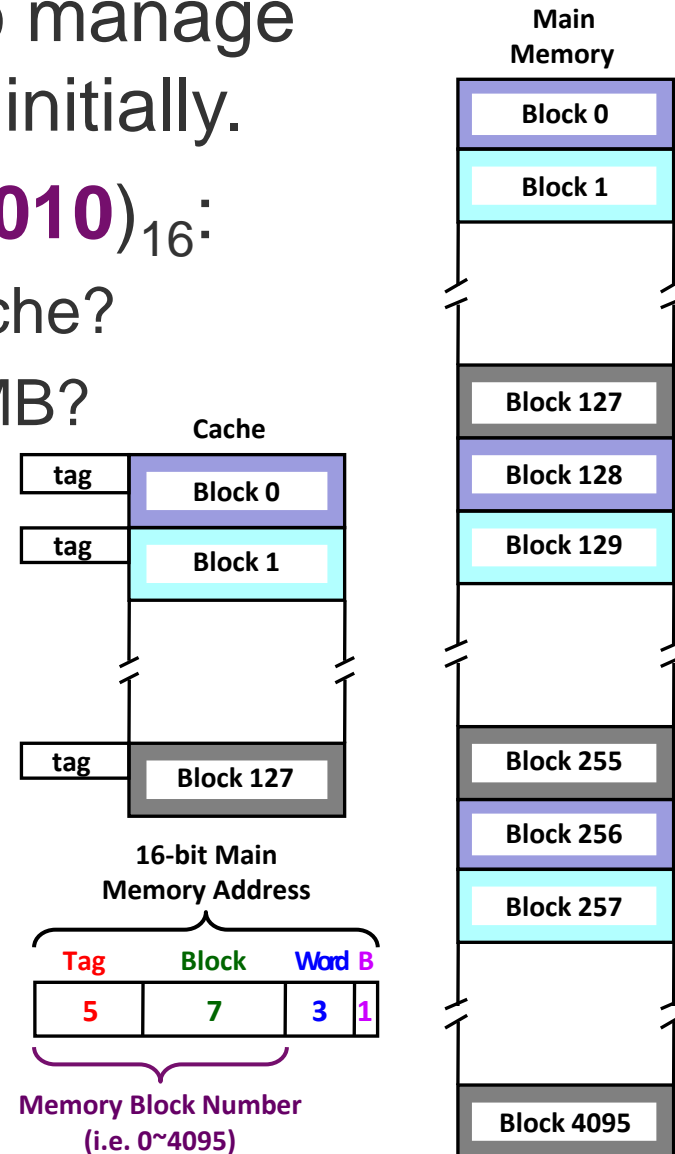 o manage
initially.
010)16:
che?
MB?
Cache
tag
Block 0
tag
Block 1
tag
Block 127
16-bit Main
Memory Address
Tag Block Word B
5 7 3 1
Memory Block Number
(i.e. 0~4095)
Main
Memory
Block 0
Block 1
Block 127
Block 128
Block 129
Block 255
Block 256
Block 257
Block 4095